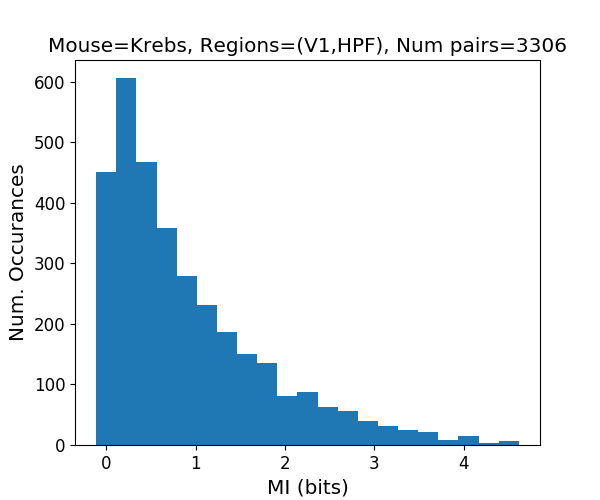 Mouse=Krebs, Regions=(V1,HPF), Num pairs=3306
Num. Occurances
600
500
400
300
200
100
0
0 1 2 3 4
MI (bits)